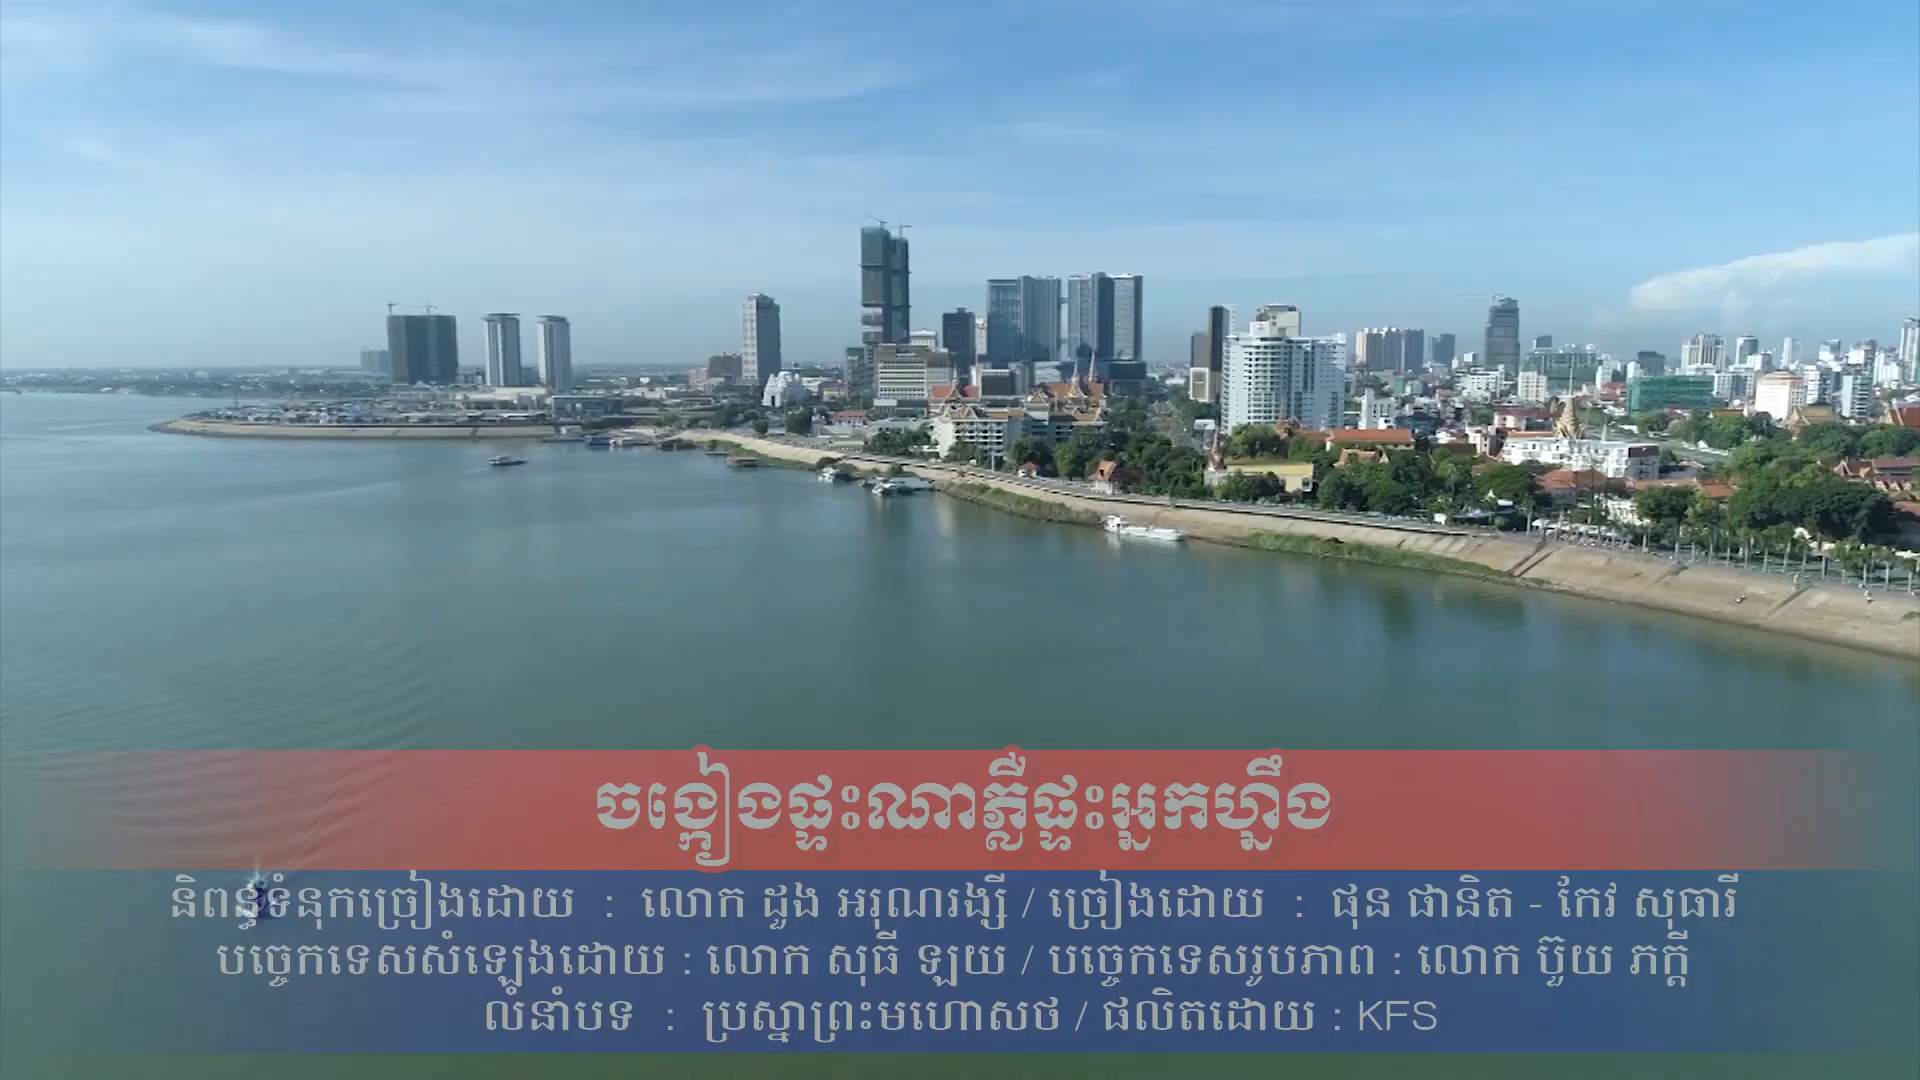 ចង្កៀងផ្ទះណាភ្លឺផ្ទះអ្នកហ្នឹង
និពន្ធទំនុកច្រៀងដោយ : លោក ដួង អរុណរង្ស៊ី / ច្រៀងដោយ : ផុន ផានិត - កែវ សុធារី
បច្ចេកទេសសំឡេងដោយ : លោក សុធី ឡយ / បច្ចេកទេសរូបភាព : លោក ប៊ួយ ភក្ដី
លំនាំបទ : ប្រស្នាព្រះមហោសថ / ផលិតដោយ : KFS